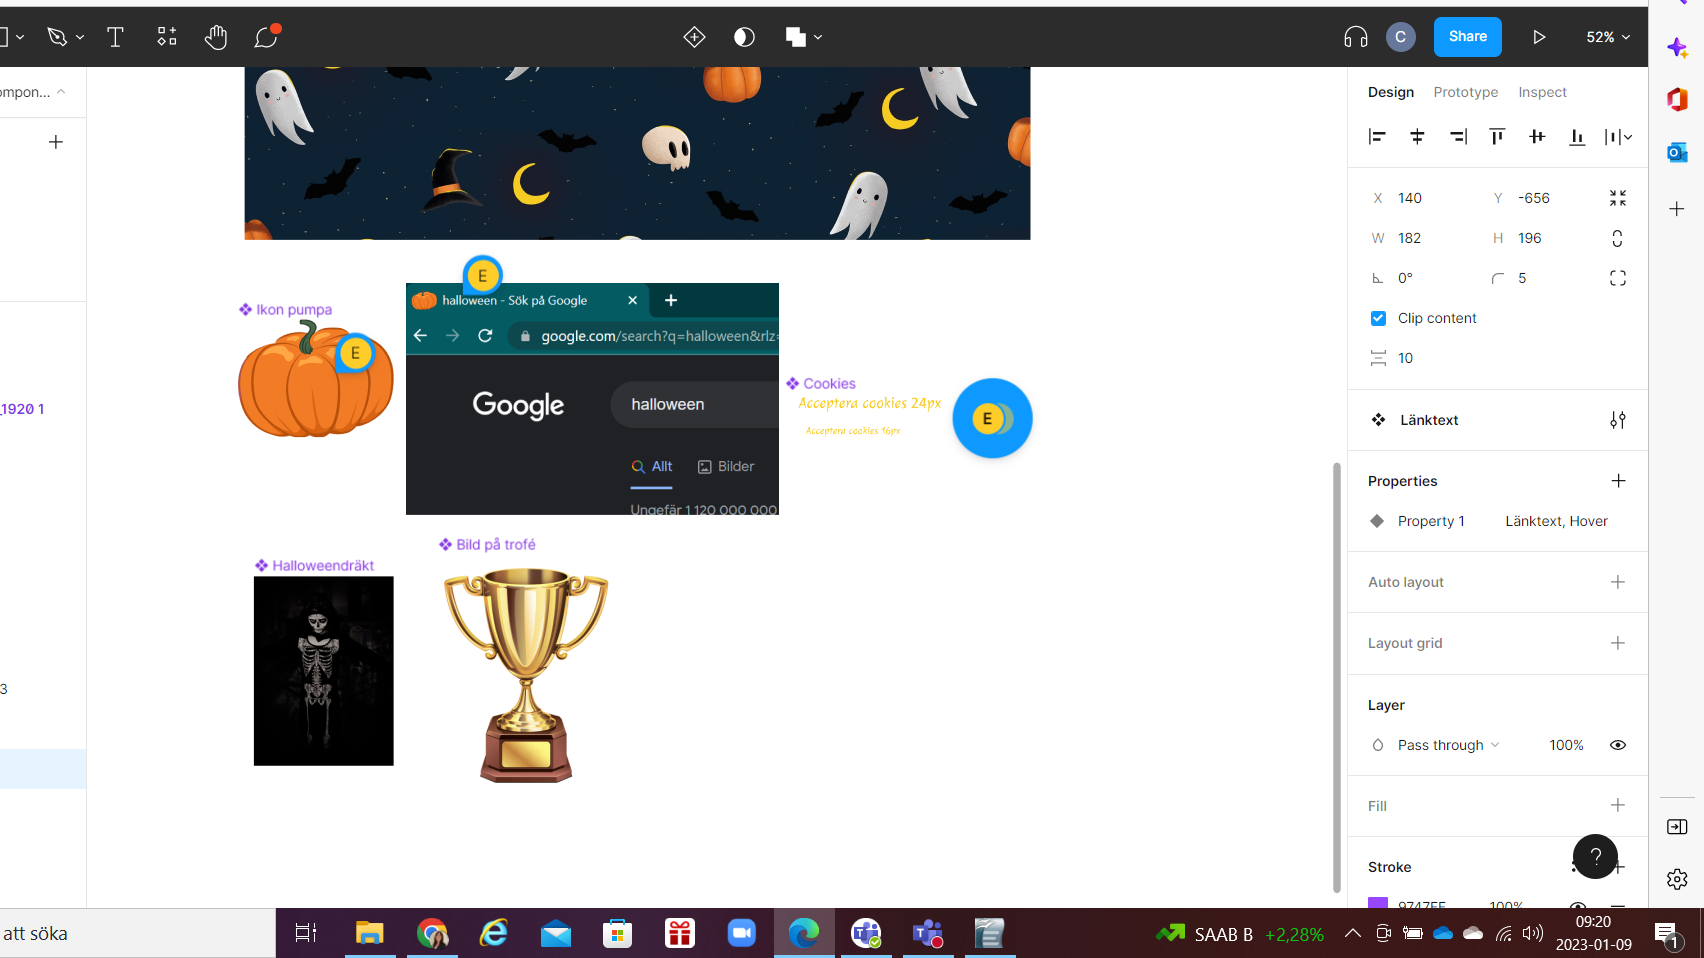 C
Share
52%
ompon...
Design Prototype Inspect
X 140 Y -656
W 182 H 196
0° 5
Clip content
10
E
halloween - Sök på Google
Ikon pumpa
E
google.com/search?q=halloween&rlz=
Google
halloween
Allt Bilder
Ungefär 1 120 000 000
Cookies
Acceptera cookies 24px
Acceptera cookies 16px
E
_1920 1
Länktext
Properties
Property 1 Länktext, Hover
Bild på trofé
Halloweendräkt
Auto layout
Layout grid
3
Layer
Pass through 100%
Fill
?
Stroke
9747FF 100%
att söka
SAAB B +2,28%
09:20
2023-01-09
1